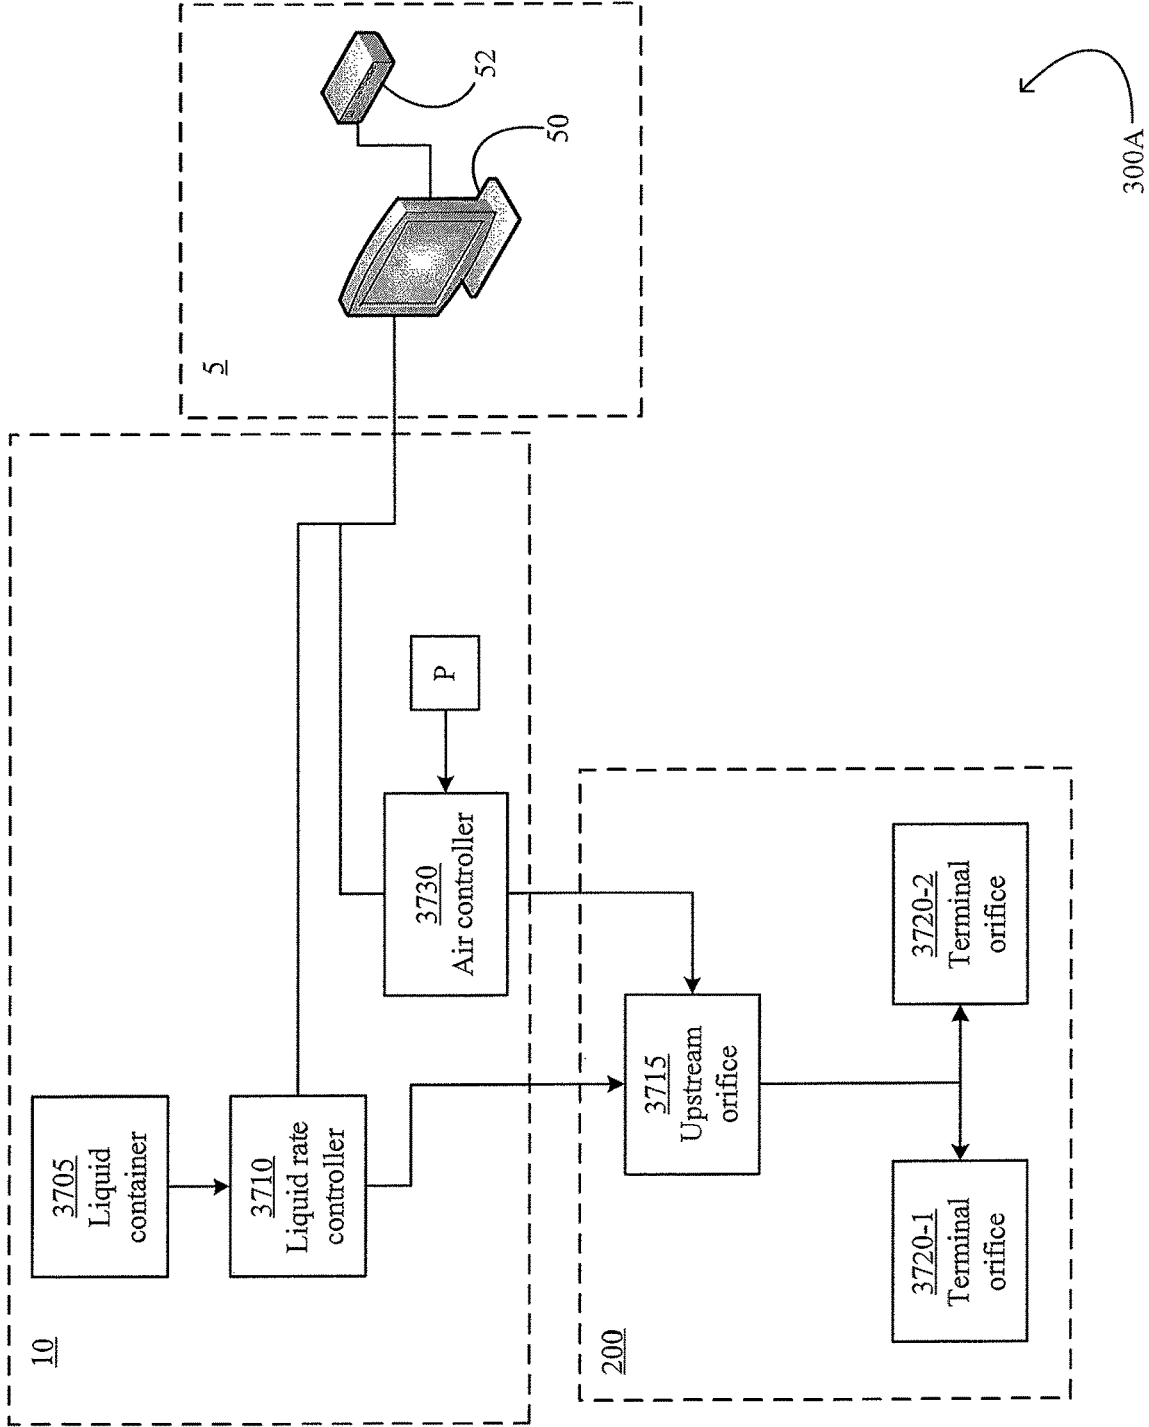 10
3705
Liquid
container
3710
Liquid rate
controller
3730
Air controller
P
5
50
52
200
3715
Upstream
orifice
3720-1
Terminal
orifice
3720-2
Terminal
orifice
300A